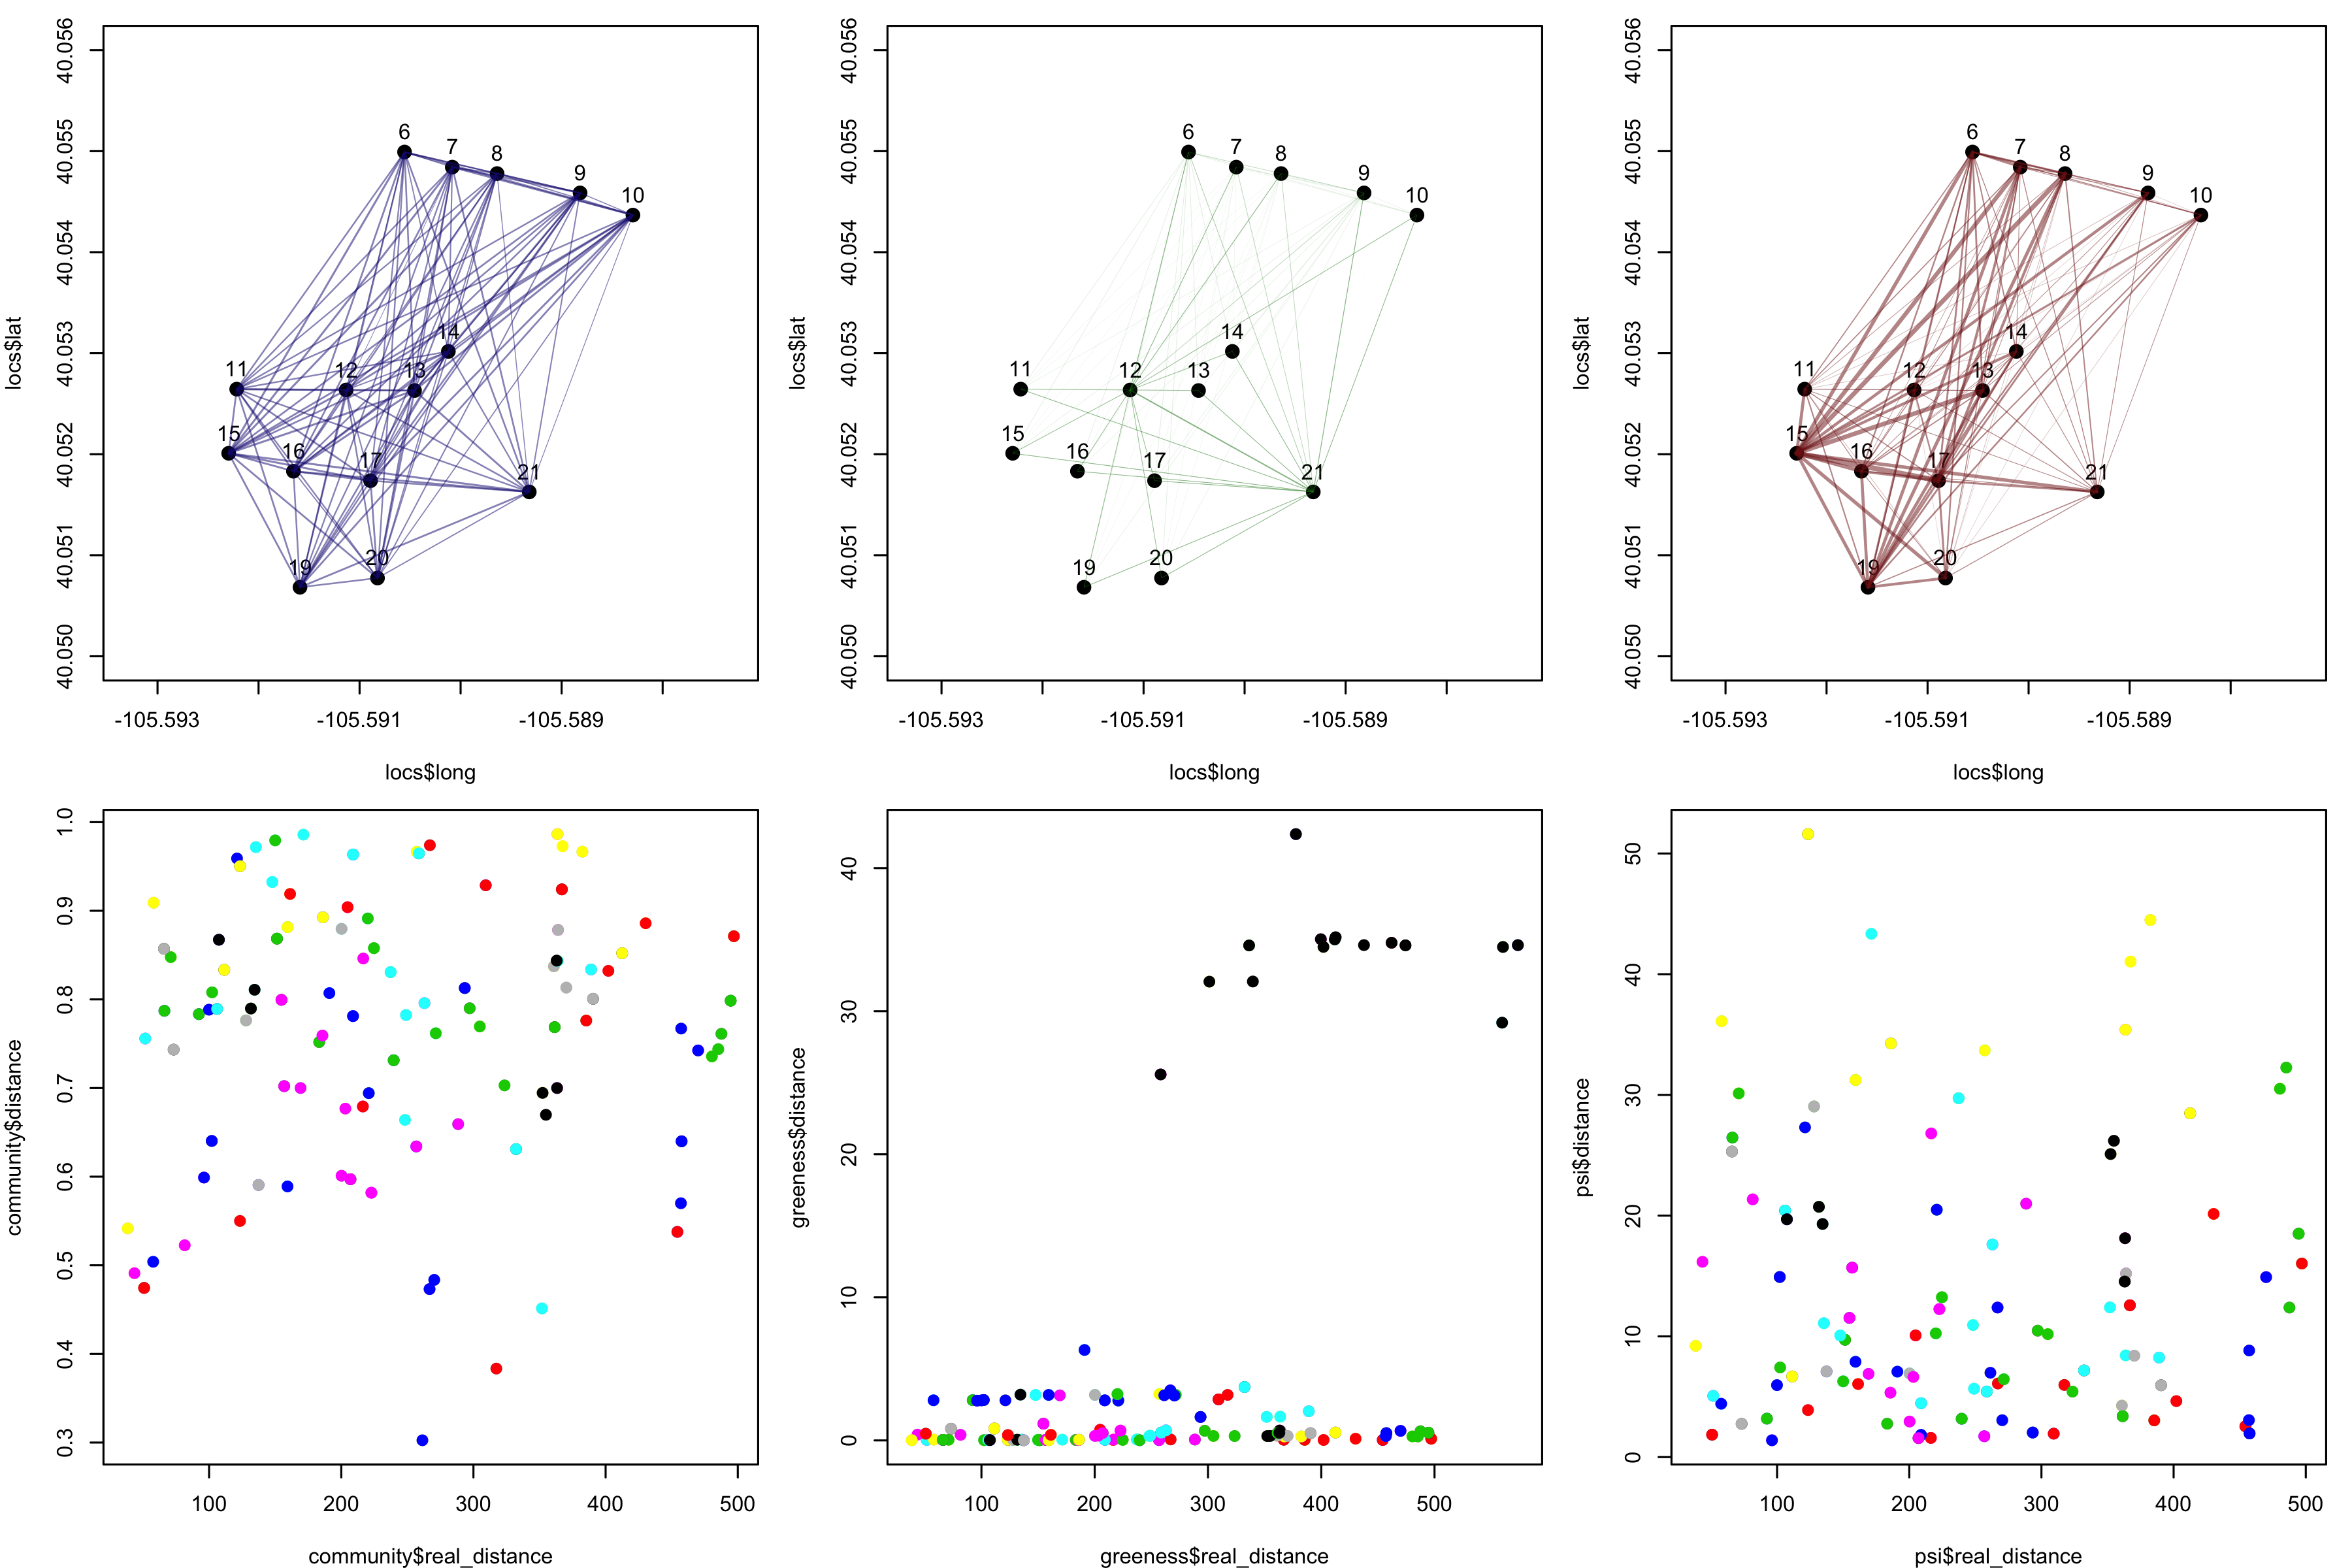 40.056 40.056 40.056
6 6 6
40.055 7 40.055 7 40.055 7
8 8 8
9 9 9
10 10 10
40.054 40.054 40.054
locs$lat 40.053 14 locs$lat 40.053 14 locs$lat 40.053 14
11 12 13 11 12 13 11 12 13
40.052 15 16 17 21 40.052 15 16 17 21 40.052 15 16 17 21
40.051 19 20 40.051 19 20 40.051 19 20
40.050 40.050 40.050
-105.593 -105.591 -105.589 -105.593 -105.591 -105.589 -105.593 -105.591 -105.589
locs$long locs$long locs$long
1.0
0.9 40 50
0.8
40
0.7 30
community$distance greeness$distance psi$distance
30
0.6 20
0.5 20
10
0.4 10
0.3 0 0
100 200 300 400 500 100 200 300 400 500 100 200 300 400 500
community$real_distance greeness$real_distance psi$real_distance